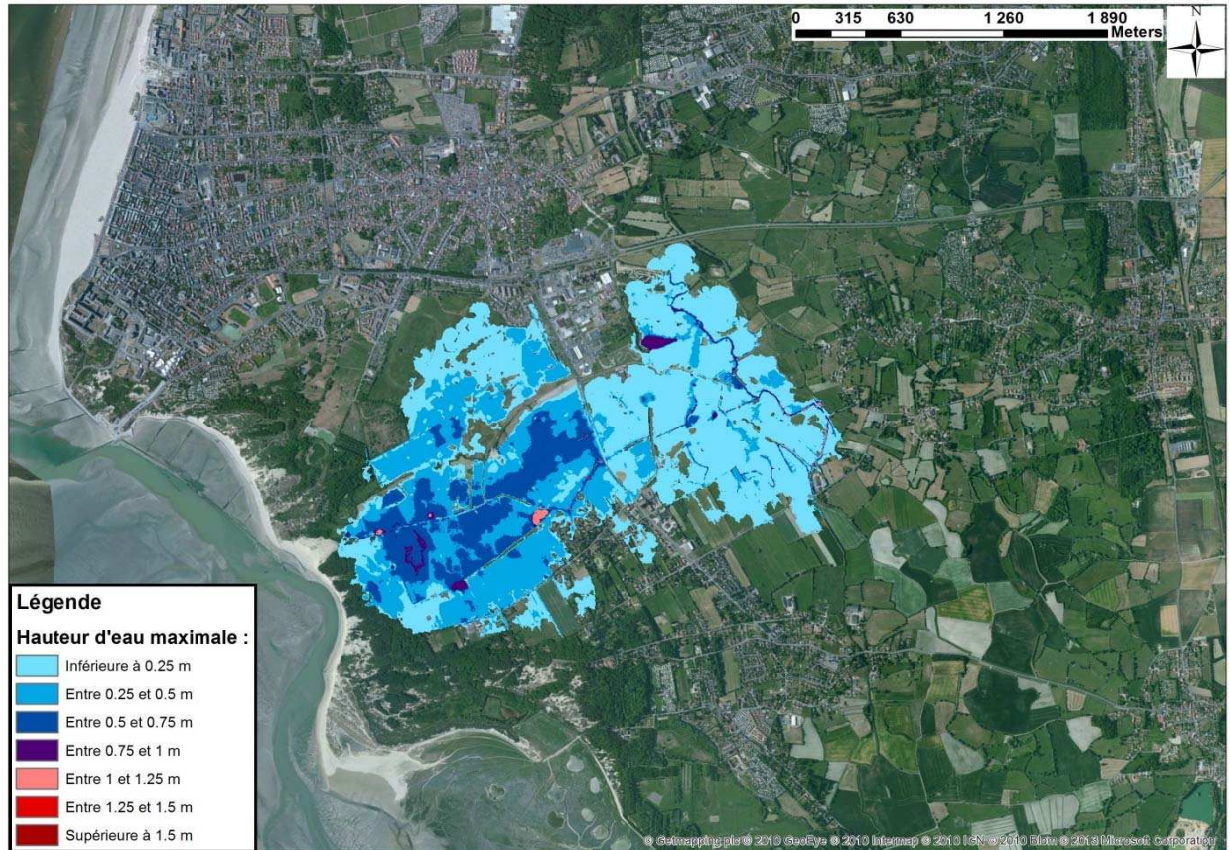 0 315 630 1 260 1 890
Meters
N
Légende
Hauteur d'eau maximale :
Inférieure à 0.25 m
Entre 0.25 et 0.5 m
Entre 0.5 et 0.75 m
Entre 0.75 et 1 m
Entre 1 et 1.25 m
Entre 1.25 et 1.5 m
Supérieure à 1.5 m
© Getmapping plc © 2010 GeoEye © 2010 Intermap © 2010 IGN © 2010 Blom © 2013 Microsoft Corporation